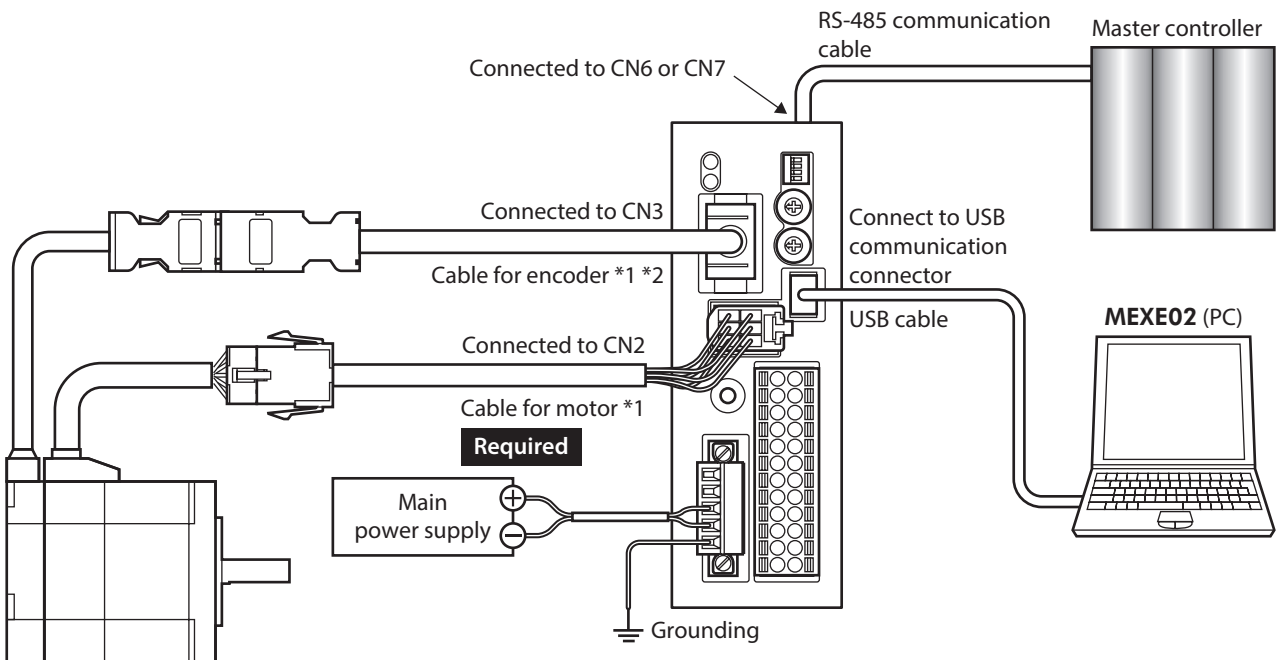 RS-485 communication
cable
Master controller
Connected to CN6 or CN7
Connected to CN3
Connect to USB
communication
connector
Cable for encoder *1 *2
USB cable
MEXE02 (PC)
Connected to CN2
Cable for motor *1
Required
Main
power supply
+
−
Grounding